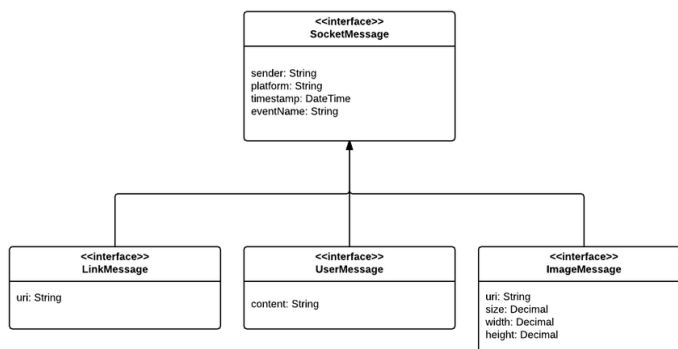 <<interface>>
SocketMessage
sender: String
platform: String
timestamp: DateTime
eventName: String
<<interface>>
LinkMessage
uri: String
<<interface>>
UserMessage
content: String
<<interface>>
ImageMessage
uri: String
size: Decimal
width: Decimal
height: Decimal